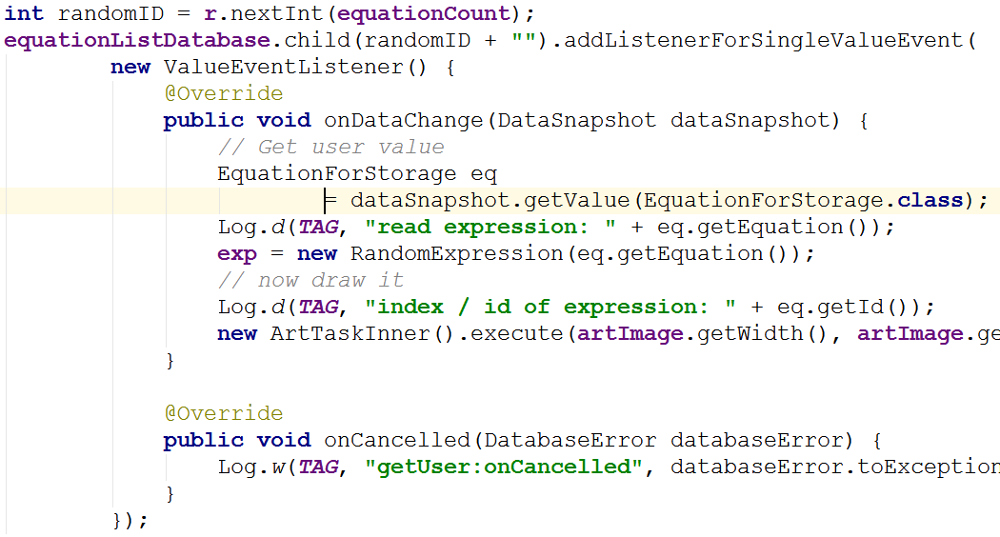 int randomID = r.nextInt(equationCount);
equationListDatabase.child(randomID + "").addListenerForSingleValueEvent(
        new ValueEventListener() {
            @Override
            public void onDataChange(DataSnapshot dataSnapshot) {
                // Get user value
                EquationForStorage eq
                        = dataSnapshot.getValue(EquationForStorage.class);
                Log.d(TAG, "read expression: " + eq.getEquation());
                exp = new RandomExpression(eq.getEquation());
                // now draw it
                Log.d(TAG, "index / id of expression: " + eq.getId());
                new ArtTaskInner().execute(artImage.getWidth(), artImage.ge
            }

            @Override
            public void onCancelled(DatabaseError databaseError) {
                Log.w(TAG, "getUser:onCancelled", databaseError.toException
            }
        });